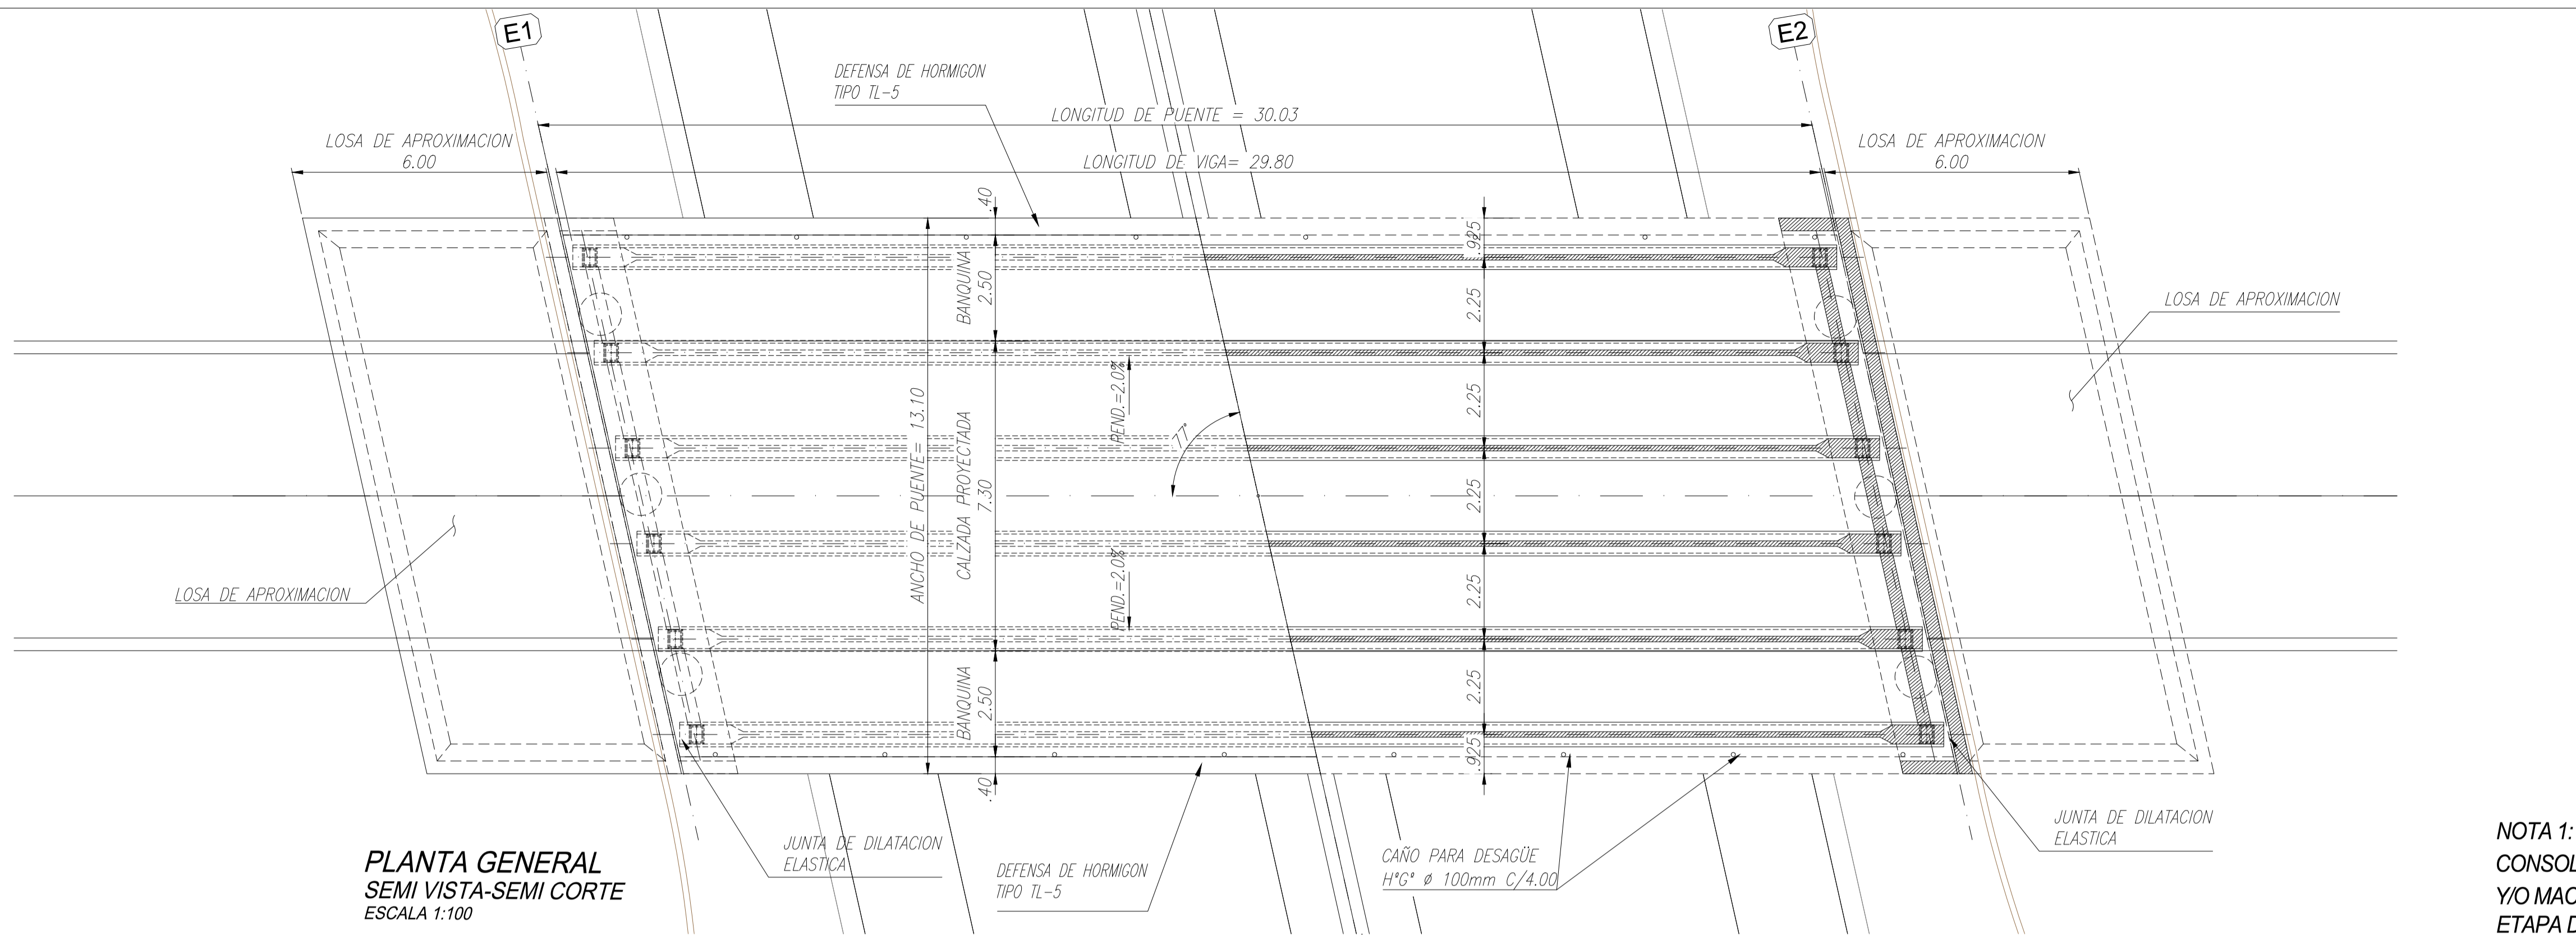 E1
E2
DEFENSA DE HORMIGON
TIPO TL-5
LONGITUD DE PUENTE = 30.03
LOSA DE APROXIMACION
6.00
LONGITUD DE VIGA= 29.80
LOSA DE APROXIMACION
6.00
.40
.925
BANQUINA
2.50
2.25
LOSA DE APROXIMACION
PEND.=2.0%
2.25
ANCHO DE PUENTE= 13.10
CALZADA PROYECTADA
7.30
77°
2.25
PEND.=2.0%
2.25
LOSA DE APROXIMACION
BANQUINA
2.50
2.25
.925
.40
JUNTA DE DILATACION
ELASTICA
DEFENSA DE HORMIGON
TIPO TL-5
CAÑO PARA DESAGÜE
H°G° Ø 100mm C/4.00
JUNTA DE DILATACION
ELASTICA
PLANTA GENERAL
SEMI VISTA-SEMI CORTE
ESCALA 1:100
NOTA 1:
CONSOL
Y/O MAC
ETAPA D